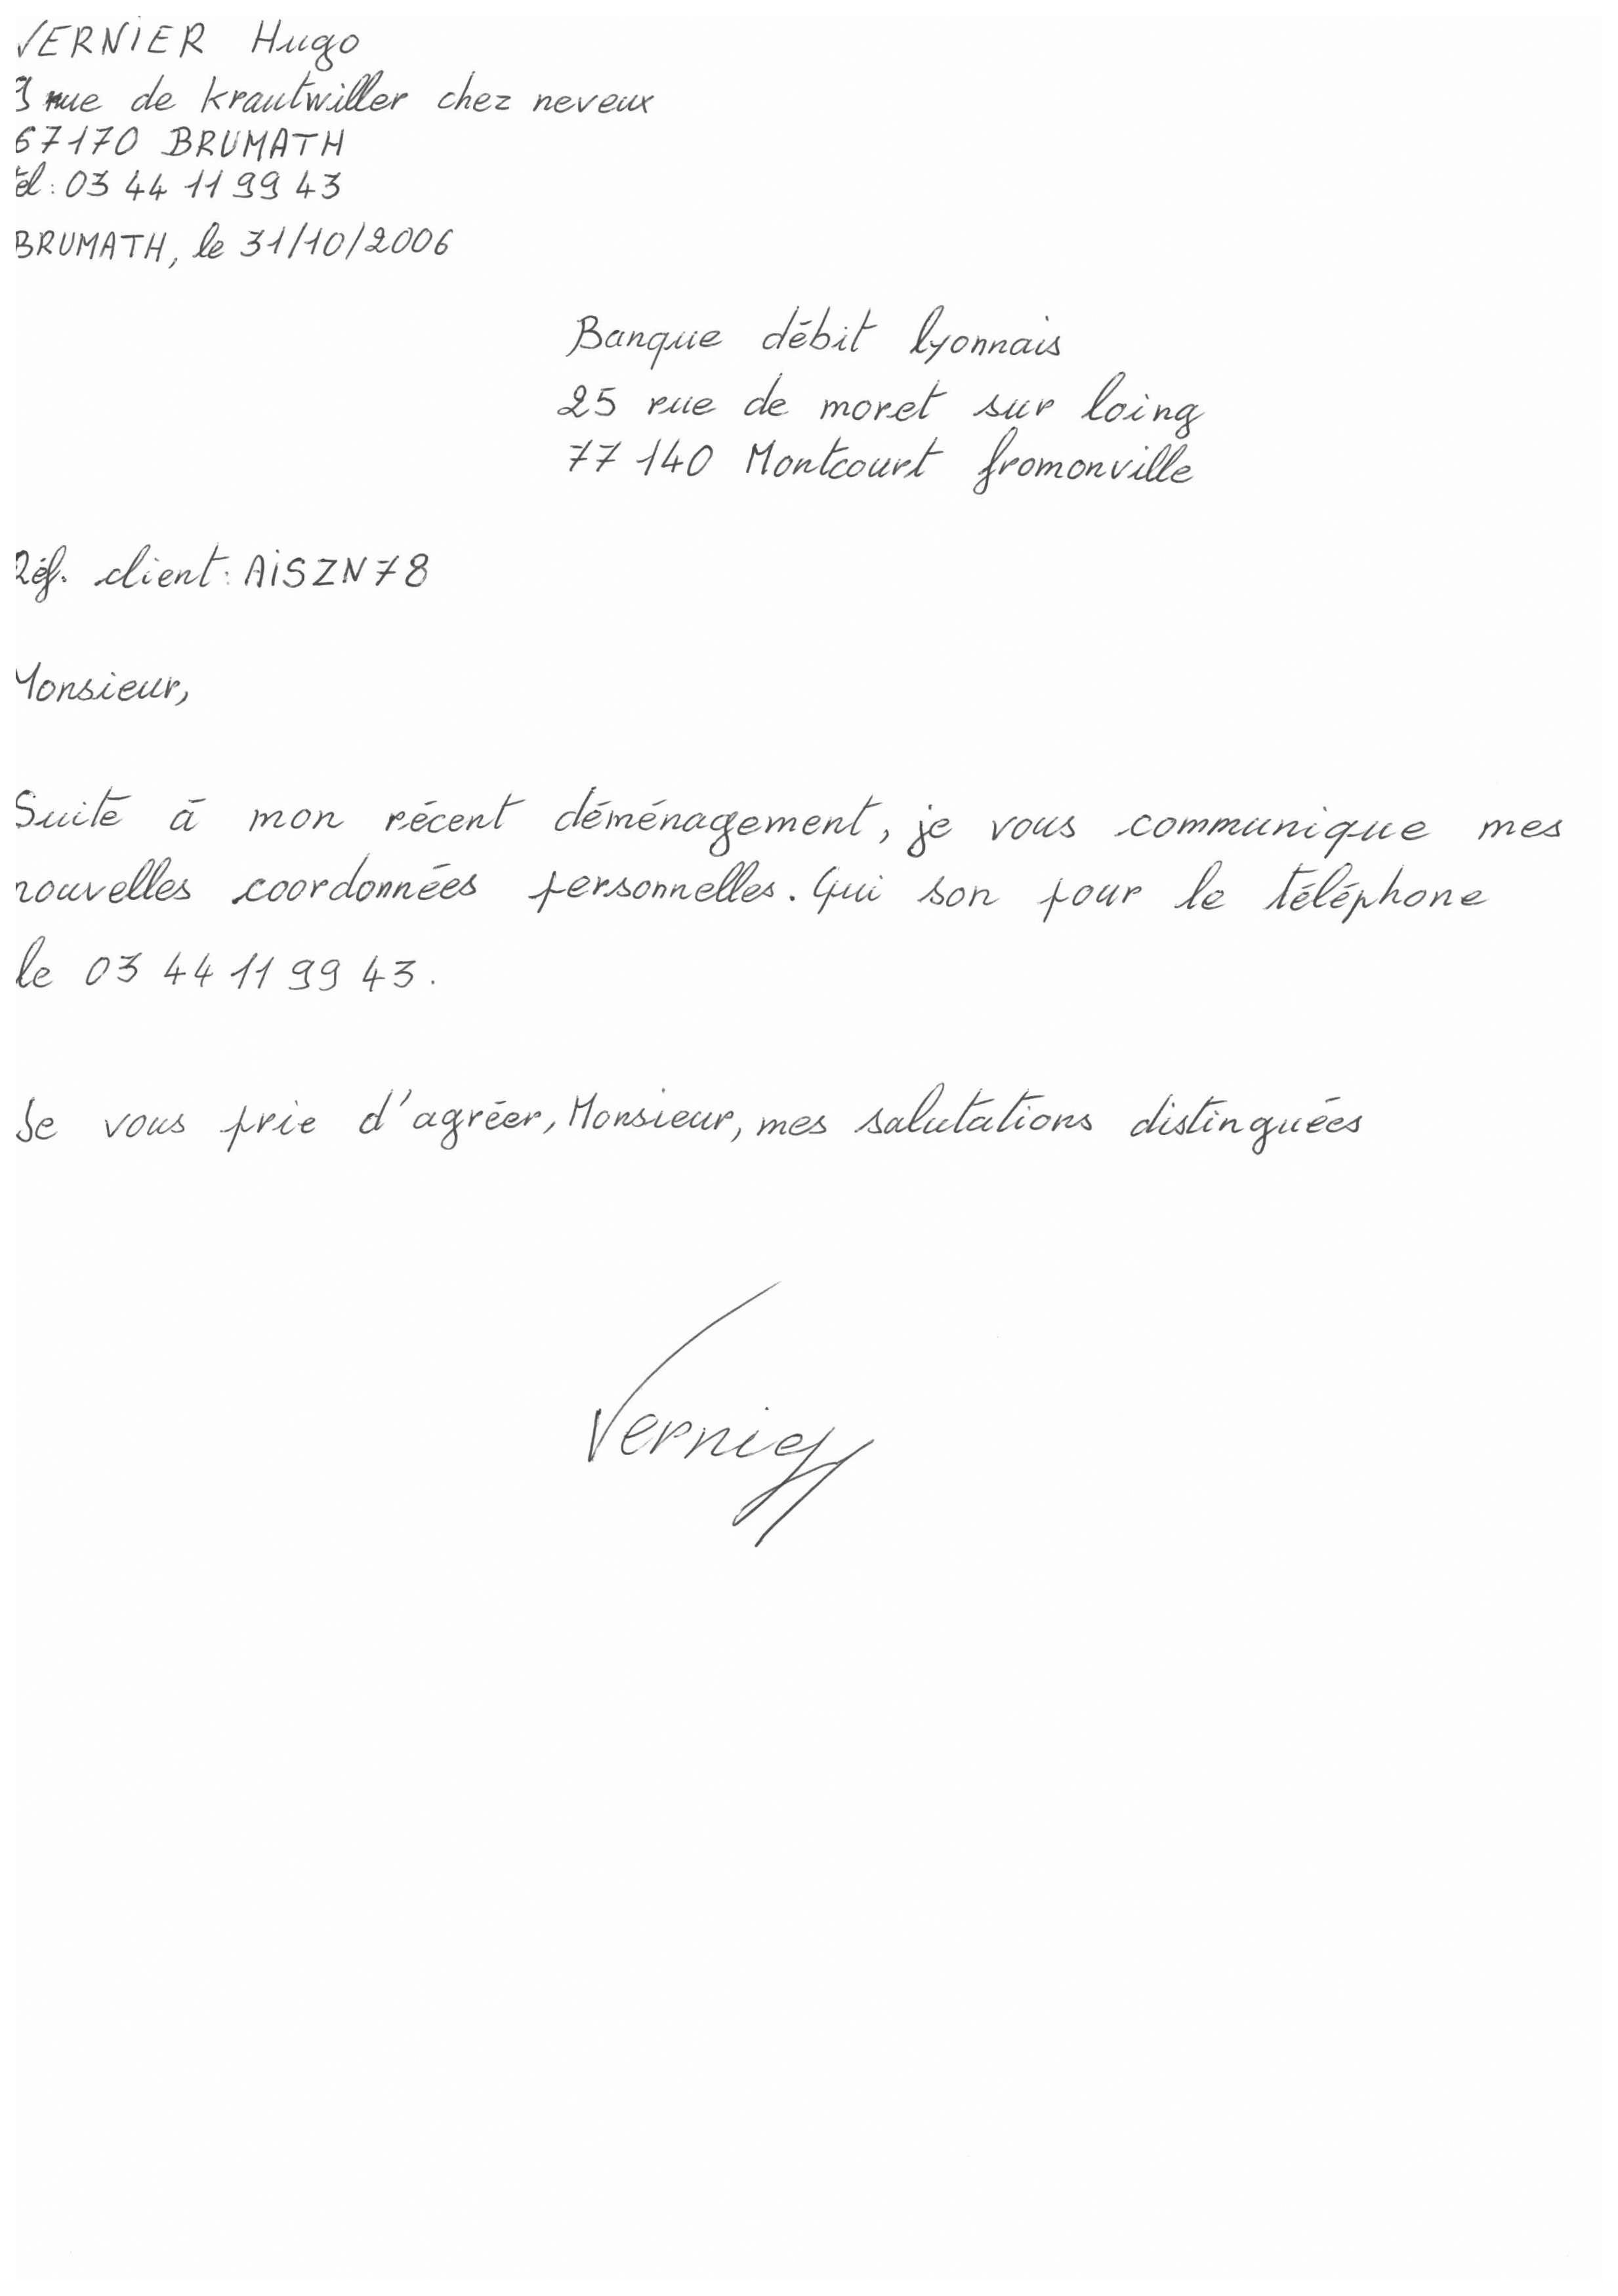 VERNIER Hugo
rue de krautwiller chez neveux
67170 BRUMATH
tél : 03 44 11 99 43
BRUMATH, le 31/10/2006
Banque débit lyonnais
25 rue de moret sur loing
77 140 Montcourt fromonville
Réf. client : AiSZN78
Monsieur,
Suite à mon récent déménagement, je vous communique mes
nouvelles coordonnées personnelles. Qui son pour le téléphone
le 03 44 11 99 43.
Je vous prie d'agréer, Monsieur, mes salutations distinguées
Vernier